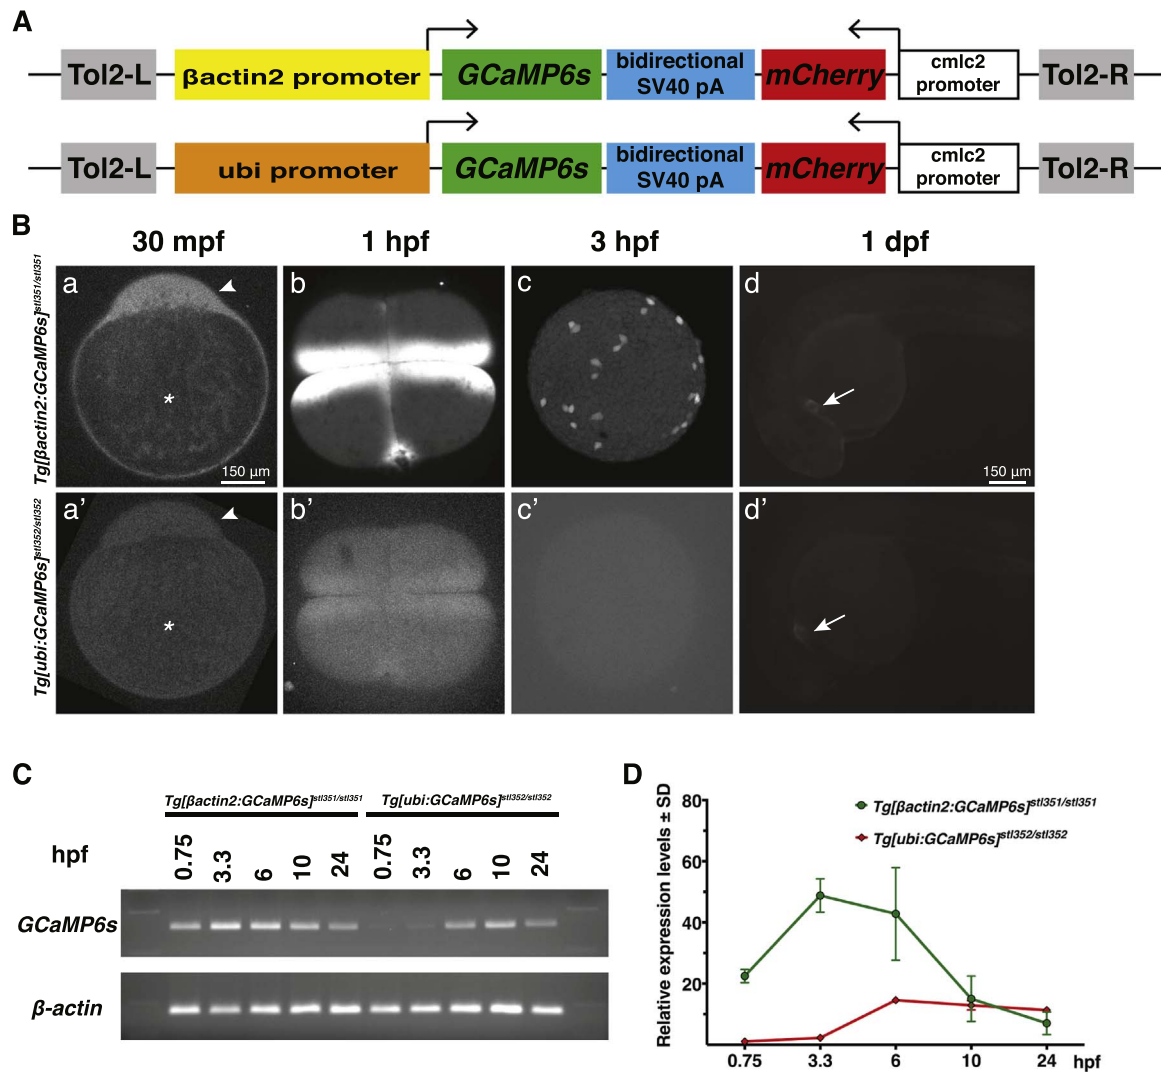 A
Tol2-L βactin2 promoter GCaMP6s bidirectional SV40 pA mCherry cmlc2 promoter Tol2-R
Tol2-L ubi promoter GCaMP6s bidirectional SV40 pA mCherry cmlc2 promoter Tol2-R
B
30 mpf 1 hpf 3 hpf 1 dpf
Tg[βactin2:GCaMP6s]stl351/stl351
a b c d
*
150 µm 150 µm
Tg[ubi:GCaMP6s]stl352/stl352
a’ b’ c’ d’
*
C
Tg[βactin2:GCaMP6s]stl351/stl351 Tg[ubi:GCaMP6s]stl352/stl352
hpf 0.75 3.3 6 10 24 0.75 3.3 6 10 24
GCaMP6s
β-actin
D
Relative expression levels ± SD
80
60
40
20
Tg[βactin2:GCaMP6s]stl351/stl351
Tg[ubi:GCaMP6s]stl352/stl352
0.75 3.3 6 10 24 hpf